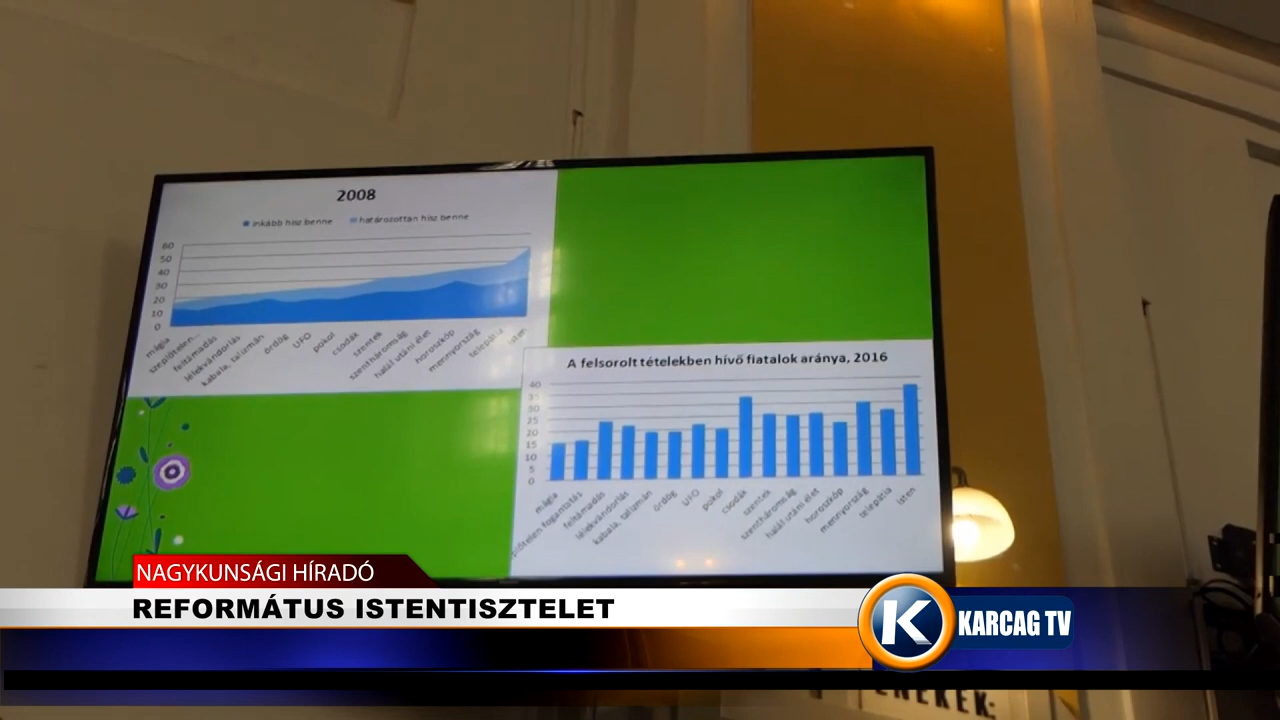 2008
inkább hisz benne határozottan hisz benne
60
50
40
30
20
10
0
mágia
szeplőtelen...
feltámadás
lélekvándorlás
kabala, talizmán
ördög
UFO
pokol
csodák
szentek
szentháromság
halál utáni élet
horoszkóp
mennyország
telepátia
isten
A felsorolt tételekben hívő fiatalok aránya, 2016
40
35
30
25
20
15
10
5
0
mágia
plőtelen fogantatás
feltámadás
lélekvándorlás
kabala, talizmán
ördög
UFO
pokol
csodák
szentek
szentháromság
halál utáni élet
horoszkóp
mennyország
telepátia
isten
NAGYKUNSÁGI HÍRADÓ
REFORMÁTUS ISTENTISZTELET
K KARCAG TV
ÉNEKEK: